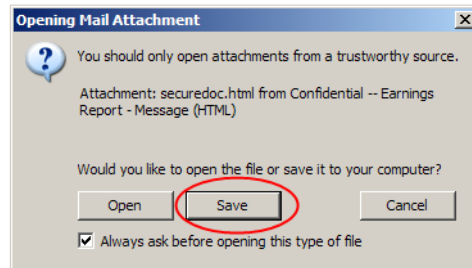 Opening Mail Attachment
You should only open attachments from a trustworthy source.
Attachment: securedoc.html from Confidential -- Earnings
Report - Message (HTML)
Would you like to open the file or save it to your computer?
Open Save Cancel
Always ask before opening this type of file